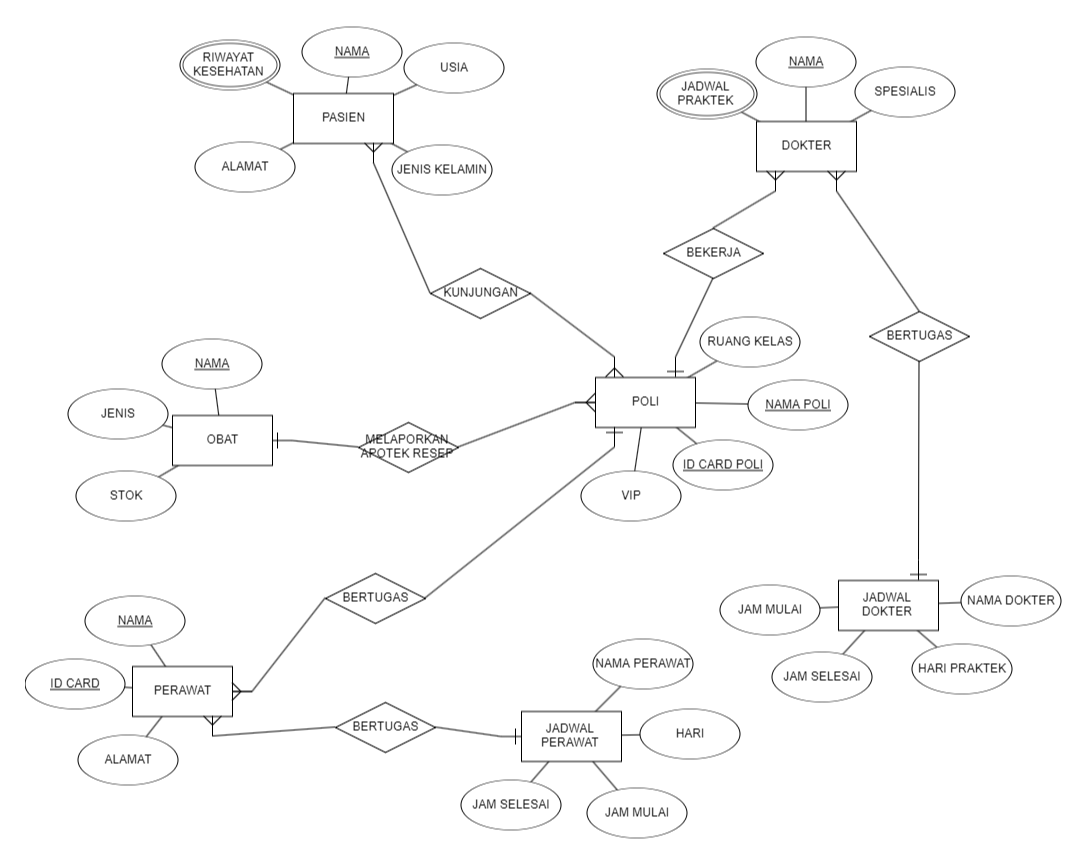 RIWAYAT
KESEHATAN
NAMA
USIA
PASIEN
ALAMAT
JENIS KELAMIN
NAMA
JADWAL
PRAKTEK
SPESIALIS
DOKTER
BEKERJA
KUNJUNGAN
BERTUGAS
RUANG KELAS
POLI
NAMA POLI
ID CARD POLI
VIP
NAMA
JENIS
OBAT
STOK
MELAPORKAN
APOTEK RESEP
BERTUGAS
NAMA
ID CARD
PERAWAT
ALAMAT
BERTUGAS
NAMA PERAWAT
JADWAL
PERAWAT
HARI
JAM SELESAI
JAM MULAI
JADWAL
DOKTER
JAM MULAI
NAMA DOKTER
JAM SELESAI
HARI PRAKTEK